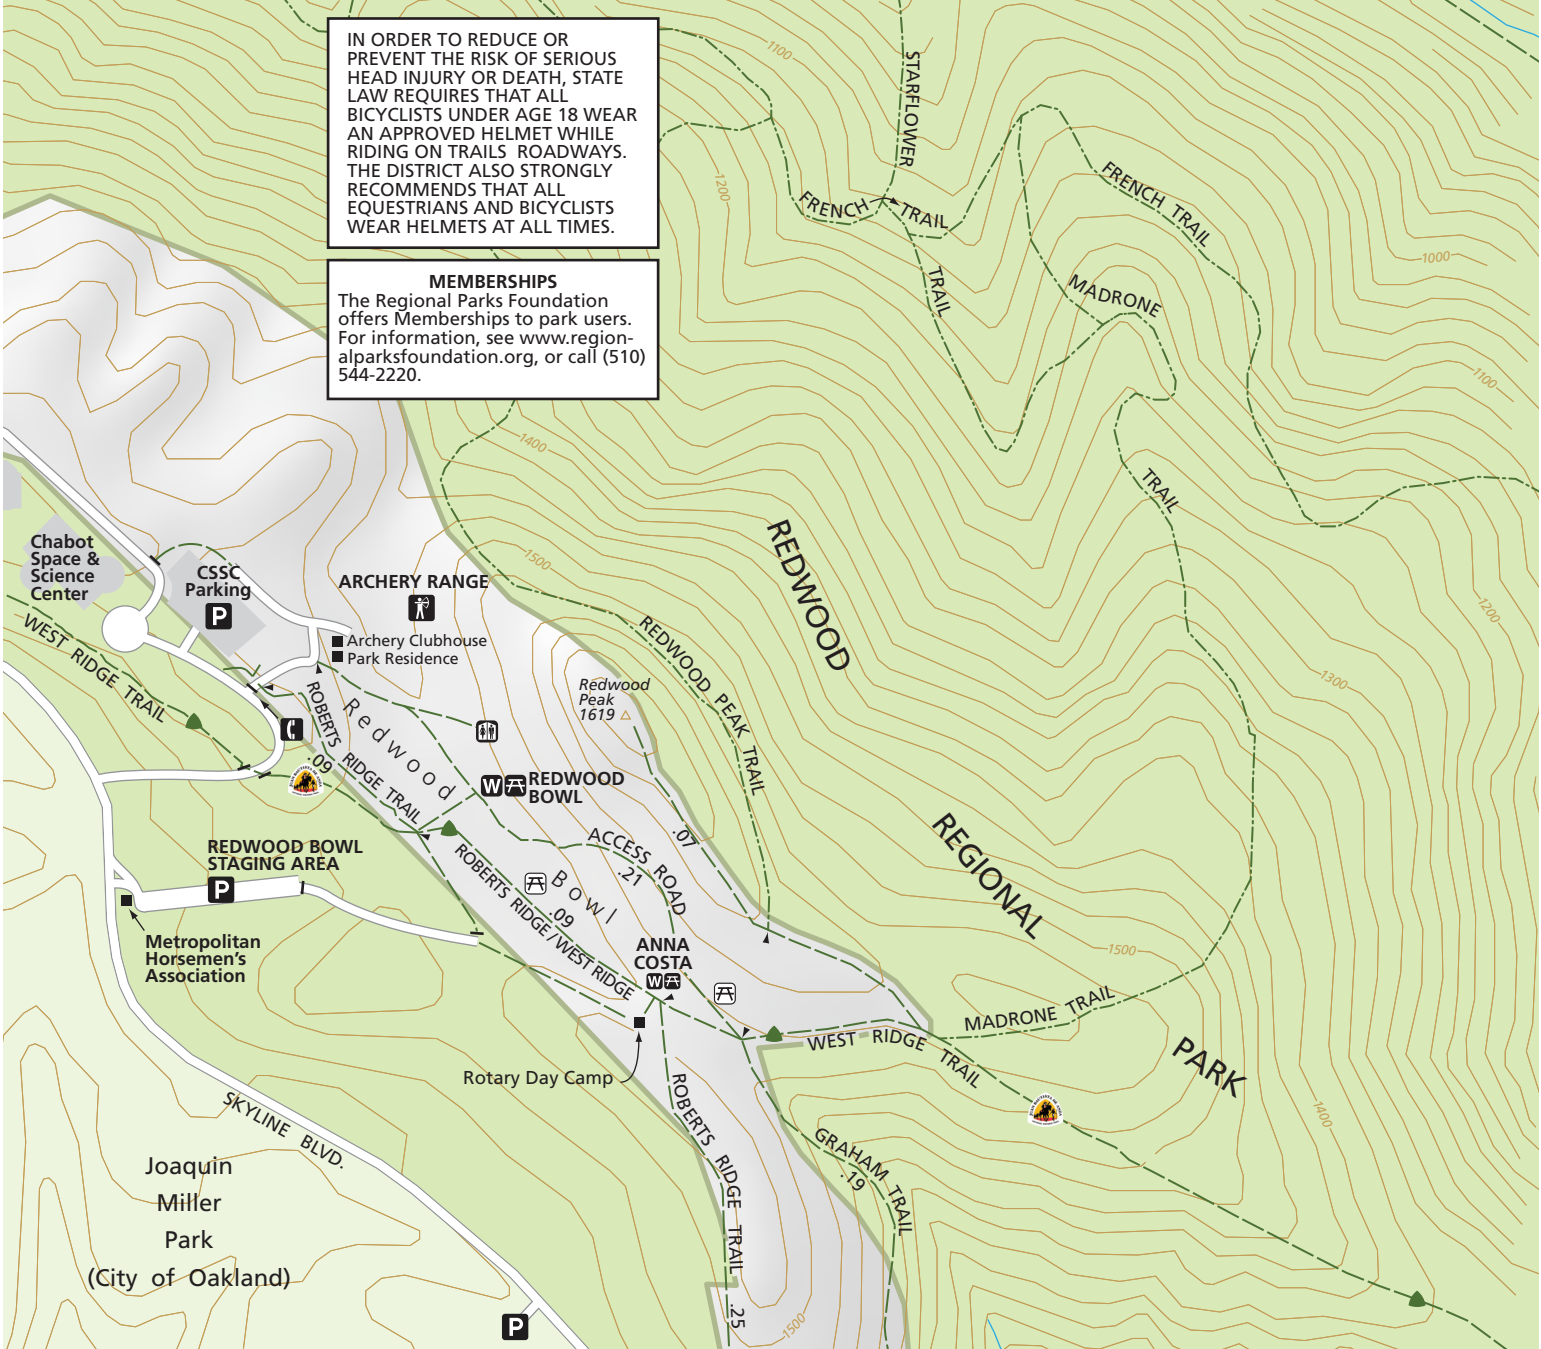 IN ORDER TO REDUCE OR
PREVENT THE RISK OF SERIOUS
HEAD INJURY OR DEATH, STATE
LAW REQUIRES THAT ALL
BICYCLISTS UNDER AGE 18 WEAR
AN APPROVED HELMET WHILE
RIDING ON TRAILS ROADWAYS.
THE DISTRICT ALSO STRONGLY
RECOMMENDS THAT ALL
EQUESTRIANS AND BICYCLISTS
WEAR HELMETS AT ALL TIMES.
MEMBERSHIPS
The Regional Parks Foundation
offers Memberships to park users.
For information, see www.region-
alparksfoundation.org, or call (510)
544-2220.
1100
STARFLOWER
TRAIL
1200
FRENCH TRAIL
FRENCH TRAIL
1000
MADRONE
TRAIL
1100
1400
1500
1200
1300
REDWOOD
REGIONAL
PARK
Chabot
Space &
Science
Center
CSSC
Parking
P
ARCHERY RANGE
Archery Clubhouse
Park Residence
WEST RIDGE TRAIL
ROBERTS RIDGE TRAIL
.09
Redwood
Bowl
Redwood
Peak
1619
REDWOOD PEAK TRAIL
W
REDWOOD
BOWL
.07
ACCESS ROAD
.21
REDWOOD BOWL
STAGING AREA
P
ROBERTS RIDGE/WEST RIDGE
.09
Metropolitan
Horsemen's
Association
ANNA
COSTA
W
1500
MADRONE TRAIL
WEST RIDGE TRAIL
Rotary Day Camp
1400
SKYLINE BLVD.
ROBERTS RIDGE TRAIL
.25
GRAHAM TRAIL
.19
Joaquin
Miller
Park
(City of Oakland)
P
1500